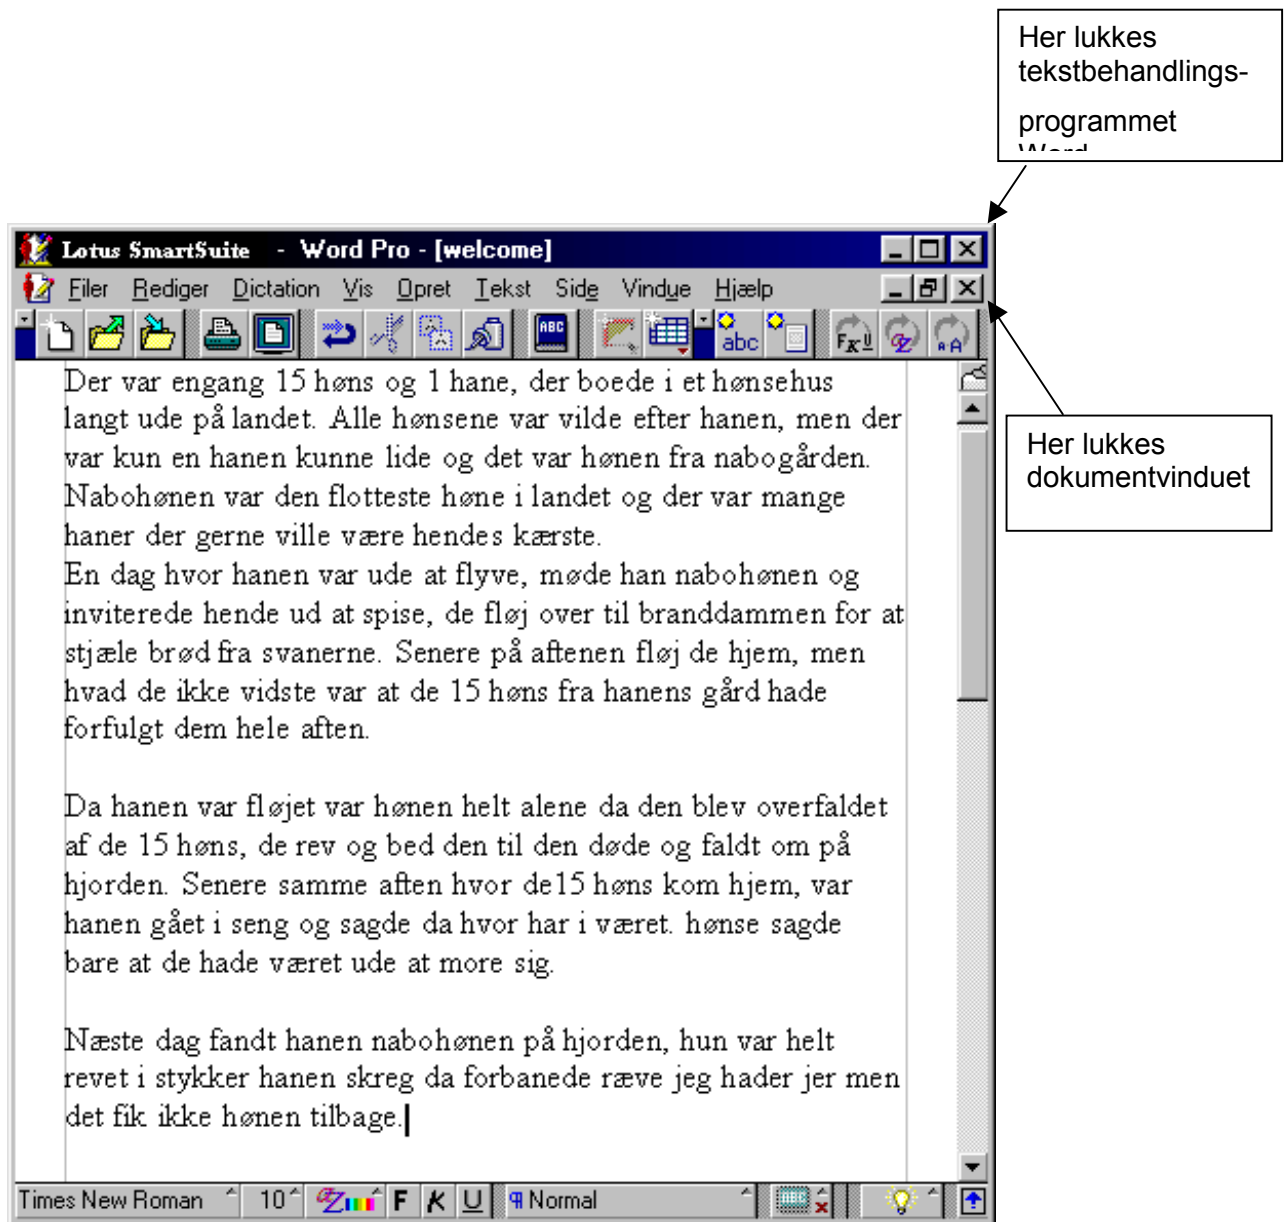 Her lukkes
tekstbehandlings-
programmet
Word
Lotus SmartSuite - Word Pro - [welcome]
Filer Rediger Dictation Vis Opret Tekst Side Vindue Hjælp
ABC abc FKU AZ aA
Der var engang 15 høns og 1 hane, der boede i et hønsehus
langt ude på landet. Alle hønsene var vilde efter hanen, men der
var kun en hanen kunne lide og det var hønen fra nabogården.
Nabohønen var den flotteste høne i landet og der var mange
haner der gerne ville være hendes kærste.
En dag hvor hanen var ude at flyve, møde han nabohønen og
inviterede hende ud at spise, de fløj over til branddammen for at
stjæle brød fra svanerne. Senere på aftenen fløj de hjem, men
hvad de ikke vidste var at de 15 høns fra hanens gård hade
forfulgt dem hele aften.
Her lukkes
dokumentvinduet
Da hanen var fløjet var hønen helt alene da den blev overfaldet
af de 15 høns, de rev og bed den til den døde og faldt om på
hjorden. Senere samme aften hvor de15 høns kom hjem, var
hanen gået i seng og sagde da hvor har i været. hønse sagde
bare at de hade været ude at more sig.
Næste dag fandt hanen nabohønen på hjorden, hun var helt
revet i stykker hanen skreg da forbanede ræve jeg hader jer men
det fik ikke hønen tilbage.
Times New Roman 10 F K U Normal